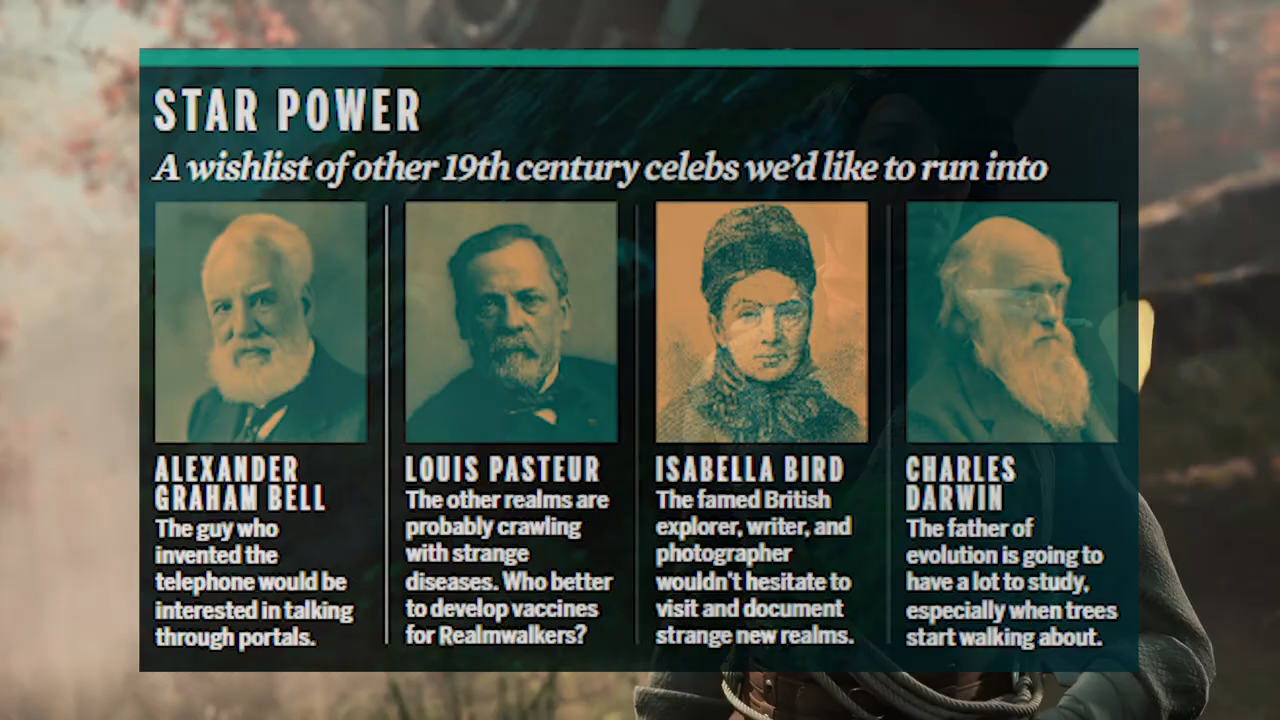 STAR POWER
A wishlist of other 19th century celebs we'd like to run into
ALEXANDER
GRAHAM BELL
The guy who
invented the
telephone would be
interested in talking
through portals.
LOUIS PASTEUR
The other realms are
probably crawling
with strange
diseases. Who better
to develop vaccines
for Realmwalkers?
ISABELLA BIRD
The famed British
explorer, writer, and
photographer
wouldn't hesitate to
visit and document
strange new realms.
CHARLES
DARWIN
The father of
evolution is going to
have a lot to study,
especially when trees
start walking about.